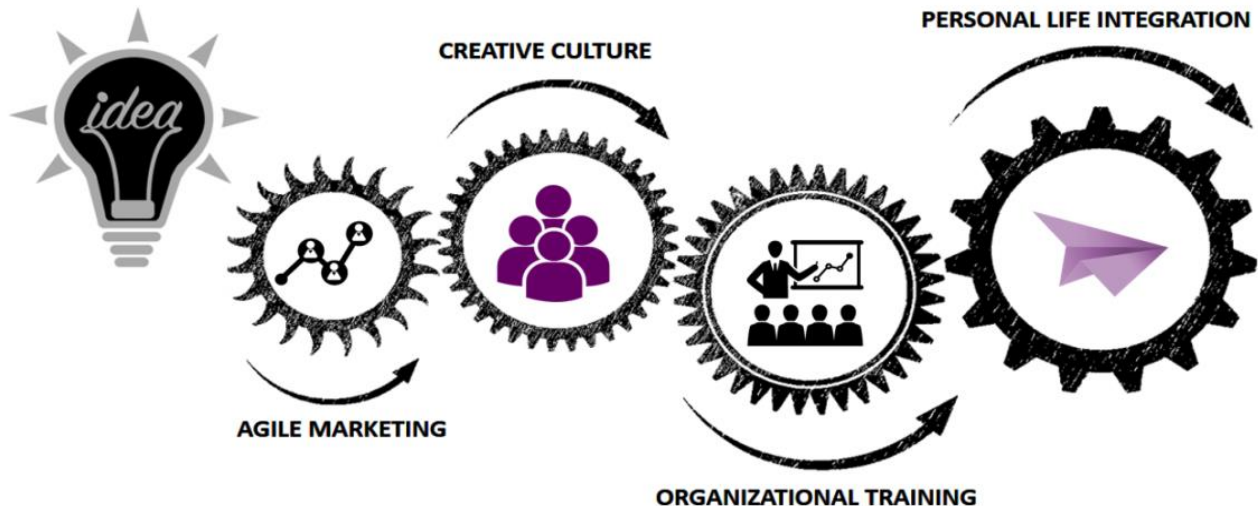 idea
AGILE MARKETING
CREATIVE CULTURE
ORGANIZATIONAL TRAINING
PERSONAL LIFE INTEGRATION